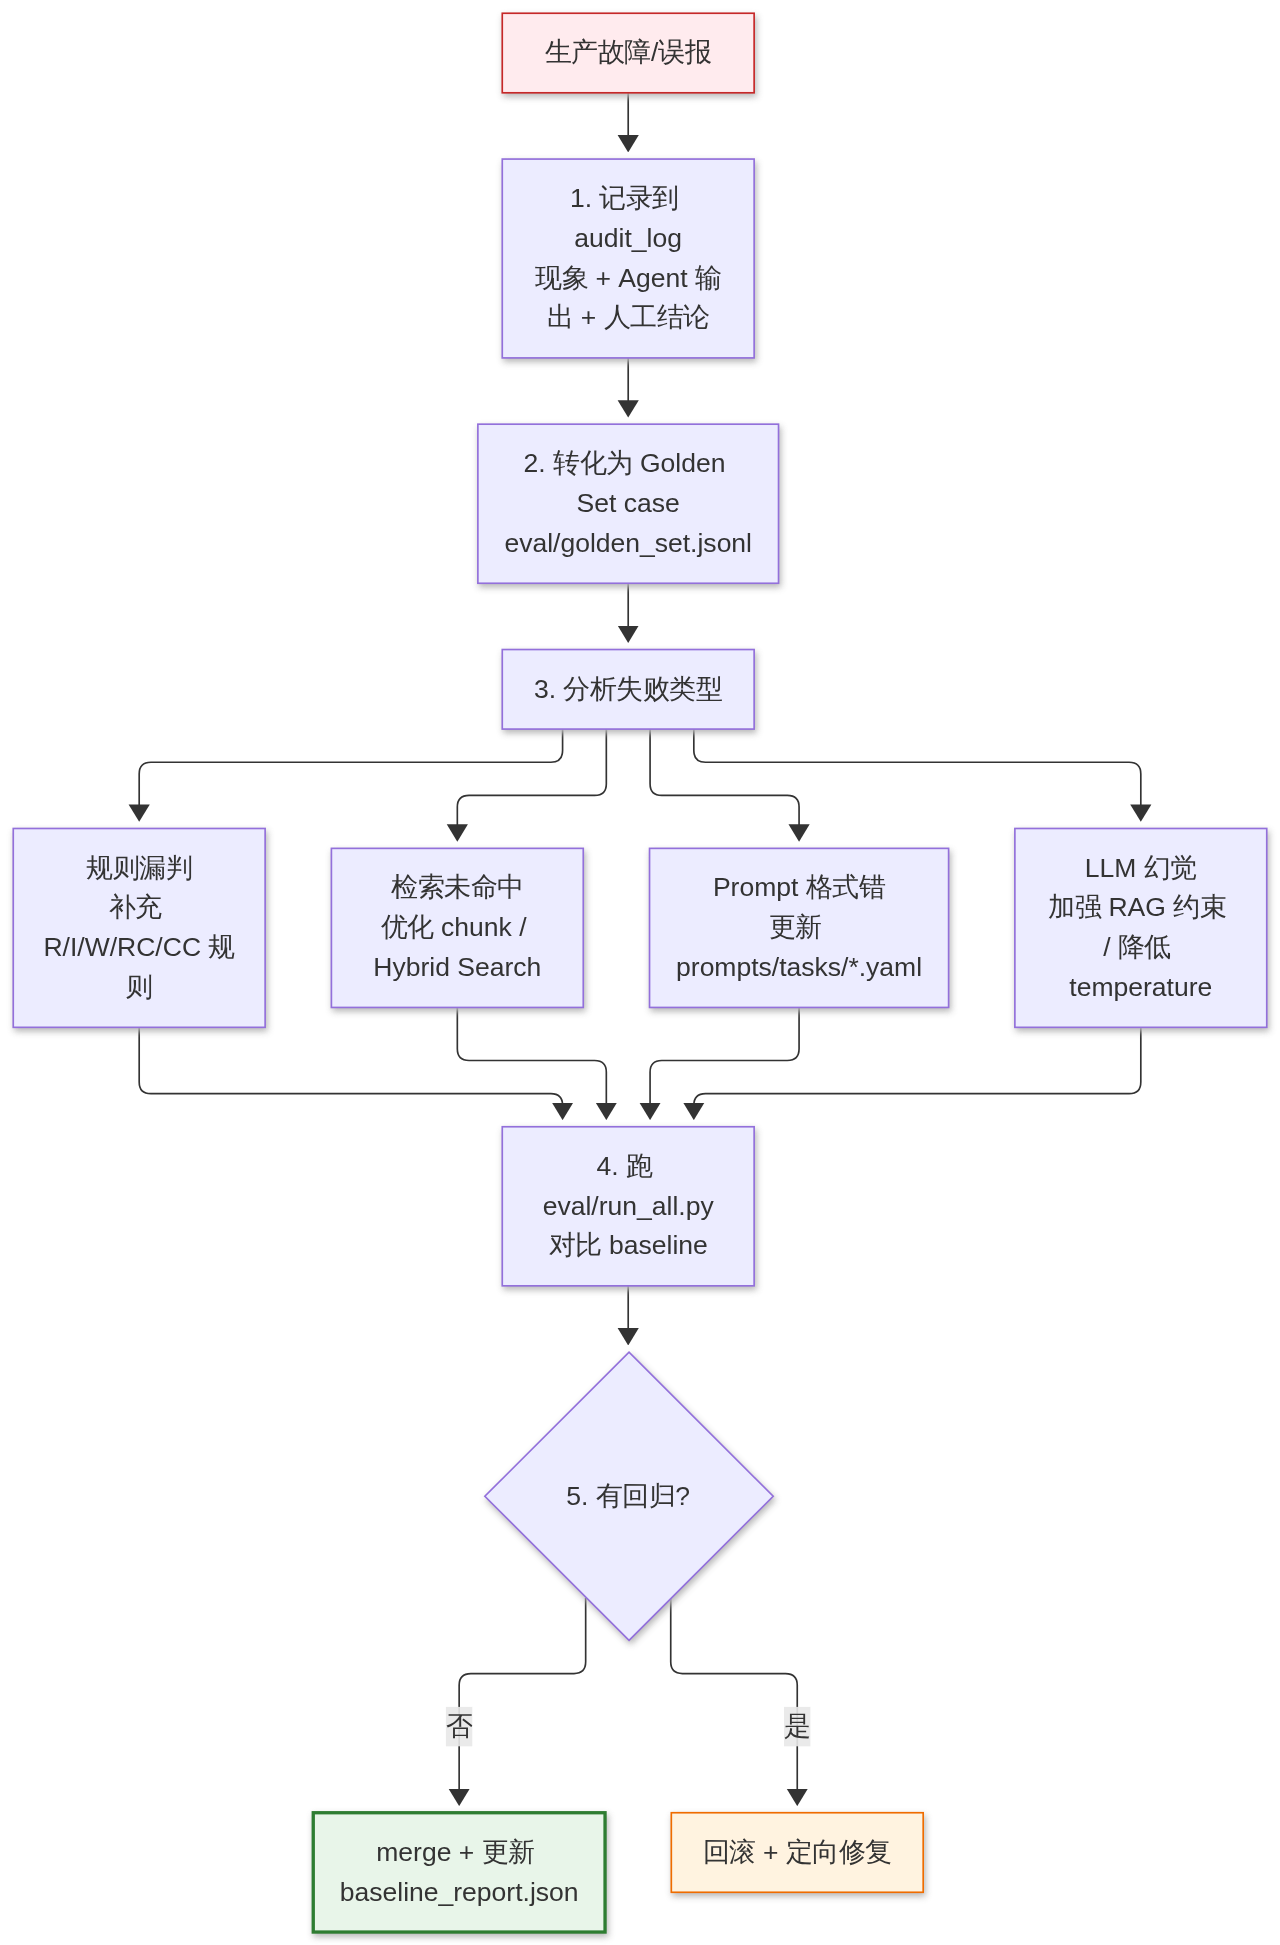 生产故障/误报
1. 记录到
audit_log
现象 + Agent 输
出 + 人工结论
2. 转化为 Golden
Set case
eval/golden_set.jsonl
3. 分析失败类型
规则漏判
补充
R/I/W/RC/CC 规
则
检索未命中
优化 chunk /
Hybrid Search
Prompt 格式错
更新
prompts/tasks/*.yaml
LLM 幻觉
加强 RAG 约束
/ 降低
temperature
4. 跑
eval/run_all.py
对比 baseline
5. 有回归?
否
是
merge + 更新
baseline_report.json
回滚 + 定向修复